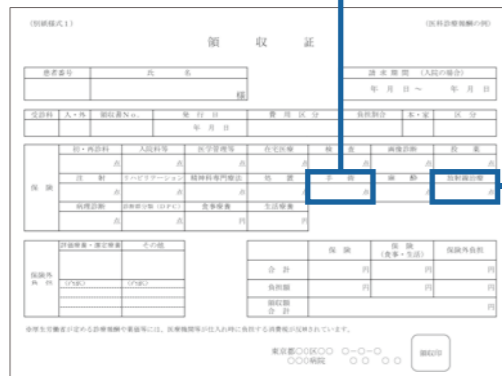 (別紙様式1) (医科診療報酬の例)
領 収 証
患者番号 氏 名 請求期間 (入院の場合)
様 年 月 日 ～ 年 月 日
受診科 入・外 領収書No. 発 行 日 費 用 区 分 負担割合 本・家 区 分
年 月 日
初・再診料 入院料等 医学管理等 在宅医療 検 査 画像診断 投 薬
点 点 点 点 点 点 点
保 険
注 射 リハビリテーション 精神科専門療法 処 置 手 術 麻 酔 放射線治療
点 点 点 点 点 点 点
病理診断 診断群分類 (DPC) 食事療養 生活療養
点 点 円 円
評価療養・選定療養 その他
保険外負担
(内訳) (内訳)
保 険 保 険 (食事・生活) 保険外負担
合 計 円 円 円
負担額 円 円 円
領収額合 計 円
※厚生労働省が定める診療報酬や薬価等には、医療機関等が仕入れ時に負担する消費税が反映されています。
東京都○○区○○ ○-○-○
○○○病院 ○○ ○○
領収印